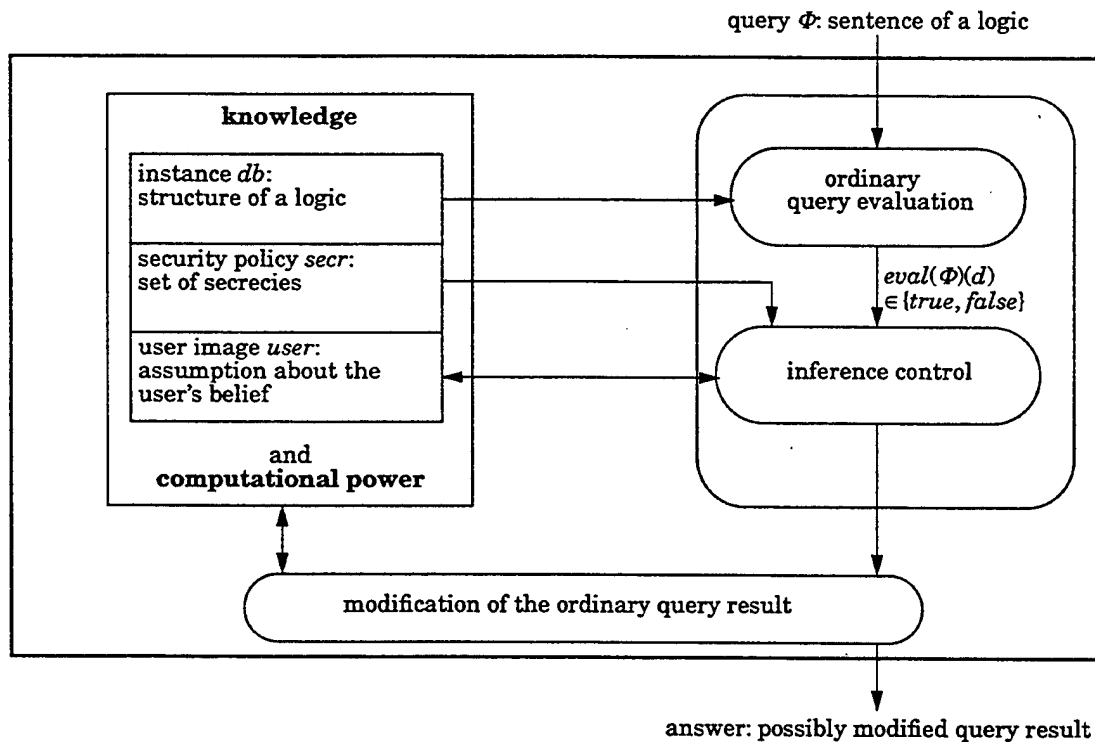 query Φ: sentence of a logic
knowledge
instance db:
structure of a logic
security policy secr:
set of secrecies
user image user:
assumption about the
user's belief
and
computational power
ordinary
query evaluation
eval(Φ)(d)
∈{true, false}
inference control
modification of the ordinary query result
answer: possibly modified query result